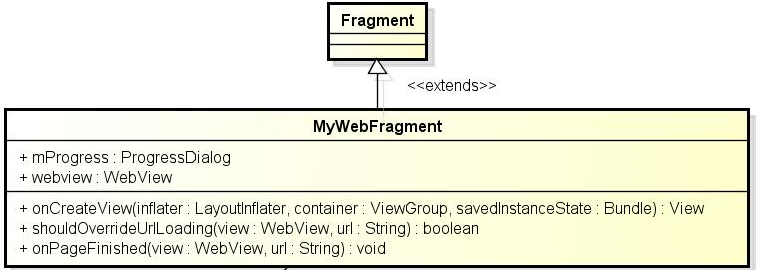 Fragment
<<extends>>
MyWebFragment
+ mProgress : ProgressDialog
+ webview : WebView
+ onCreateView(inflater : LayoutInflater, container : ViewGroup, savedInstanceState : Bundle) : View
+ shouldOverrideUrlLoading(view : WebView, url : String) : boolean
+ onPageFinished(view : WebView, url : String) : void